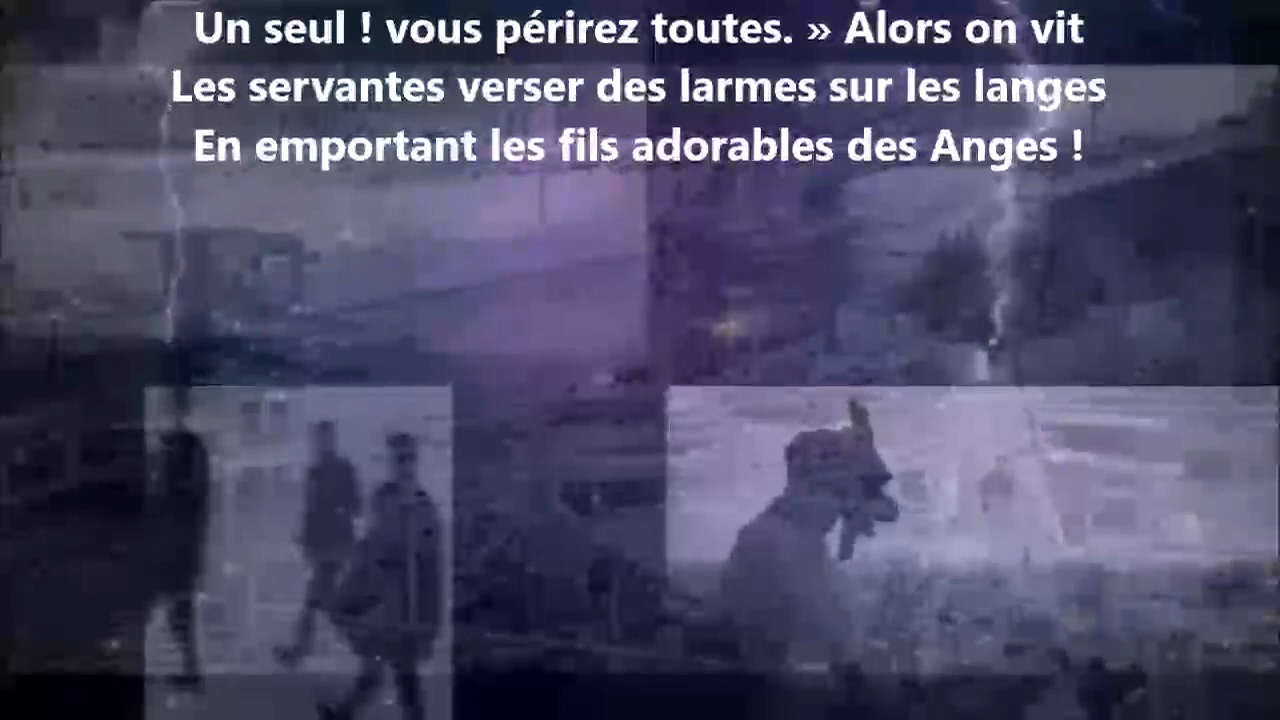 Un seul ! vous périrez toutes. » Alors on vit
Les servantes verser des larmes sur les langes
En emportant les fils adorables des Anges !